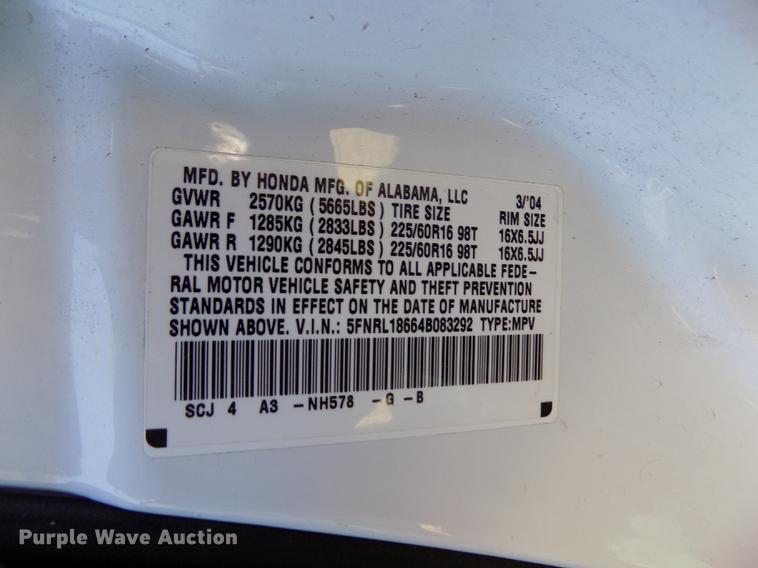 MFD. BY HONDA MFG. OF ALABAMA, LLC 3/'04
GVWR 2570KG ( 5665LBS ) TIRE SIZE RIM SIZE
GAWR F 1285KG ( 2833LBS ) 225/60R16 98T 16X6.5JJ
GAWR R 1290KG ( 2845LBS ) 225/60R16 98T 16X6.5JJ
THIS VEHICLE CONFORMS TO ALL APPLICABLE FEDE-
RAL MOTOR VEHICLE SAFETY AND THEFT PREVENTION
STANDARDS IN EFFECT ON THE DATE OF MANUFACTURE
SHOWN ABOVE. V.I.N.: 5FNRL18664B083292 TYPE:MPV
SCJ 4 A3 -NH578 -G -B
Purple Wave Auction